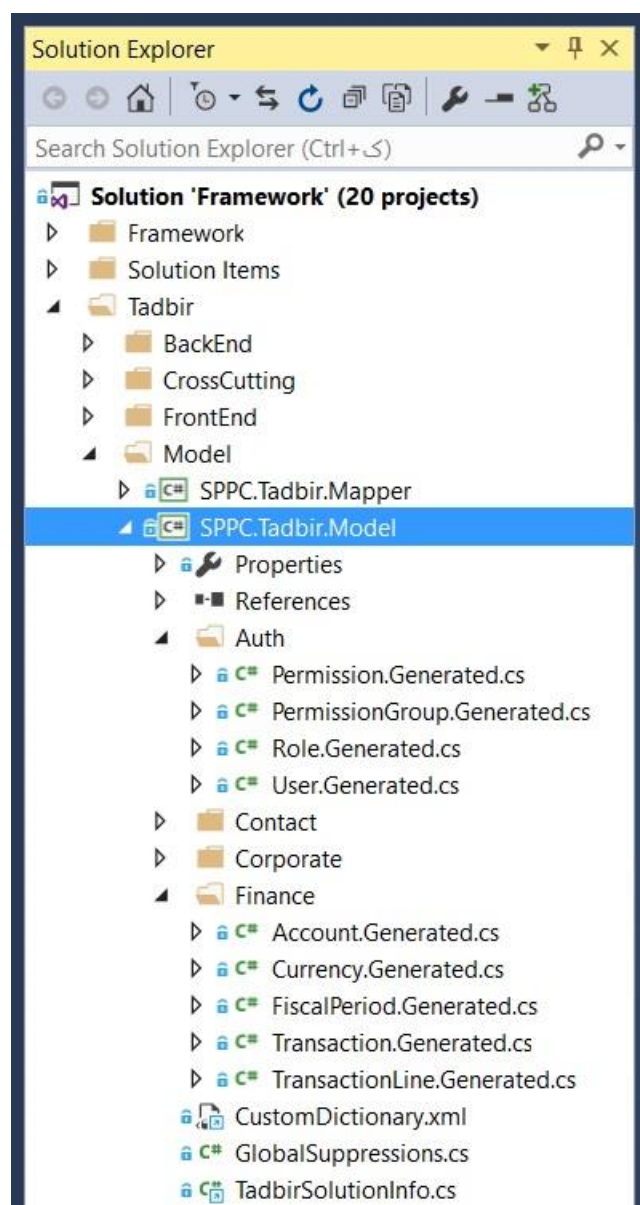 Solution Explorer
Search Solution Explorer (Ctrl+ک)
Solution 'Framework' (20 projects)
Framework
Solution Items
Tadbir
BackEnd
CrossCutting
FrontEnd
Model
C# SPPC.Tadbir.Mapper
C# SPPC.Tadbir.Model
Properties
References
Auth
C# Permission.Generated.cs
C# PermissionGroup.Generated.cs
C# Role.Generated.cs
C# User.Generated.cs
Contact
Corporate
Finance
C# Account.Generated.cs
C# Currency.Generated.cs
C# FiscalPeriod.Generated.cs
C# Transaction.Generated.cs
C# TransactionLine.Generated.cs
CustomDictionary.xml
C# GlobalSuppressions.cs
C# TadbirSolutionInfo.cs